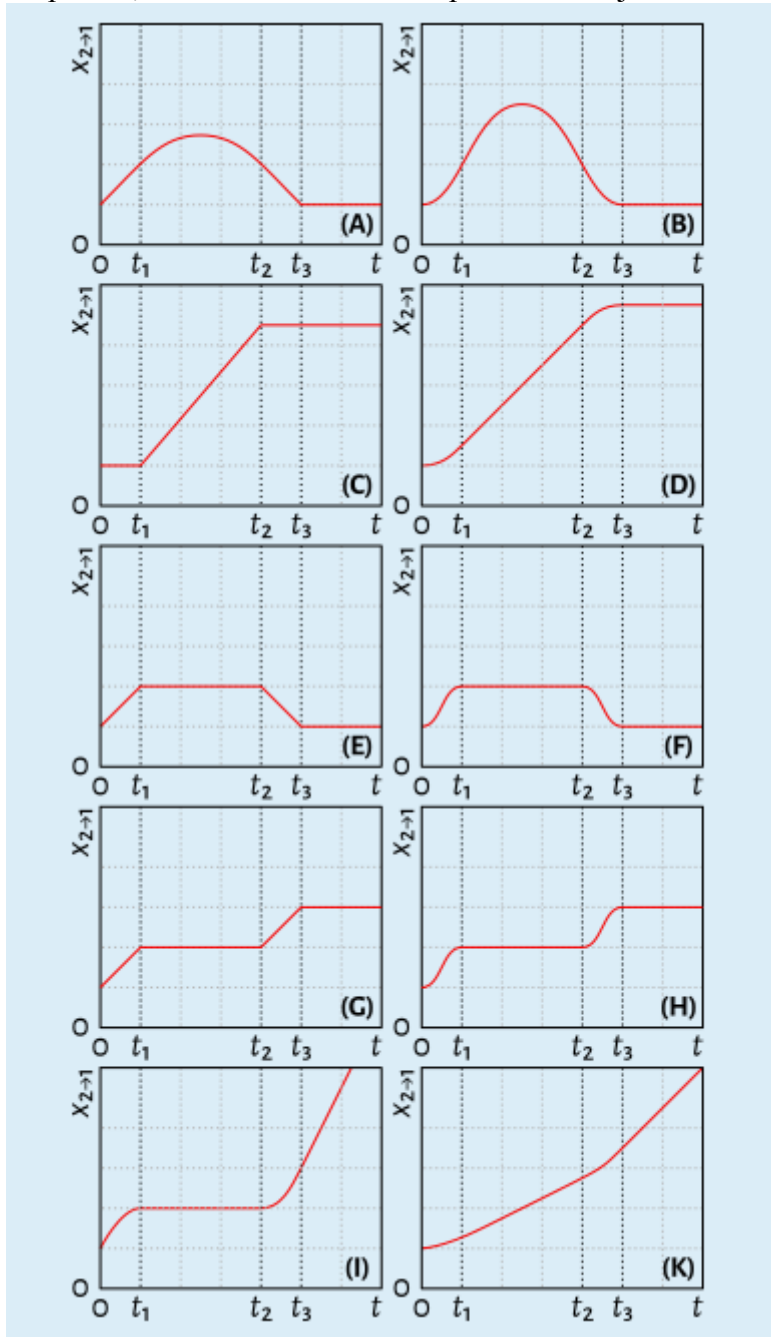 X2→1 X2→1
(A) (B)
O O t1 t2 t3 t O t1 t2 t3 t
X2→1 X2→1
(C) (D)
O O t1 t2 t3 t O t1 t2 t3 t
X2→1 X2→1
(E) (F)
O O t1 t2 t3 t O t1 t2 t3 t
X2→1 X2→1
(G) (H)
O O t1 t2 t3 t O t1 t2 t3 t
X2→1 X2→1
(I) (K)
O O t1 t2 t3 t O t1 t2 t3 t